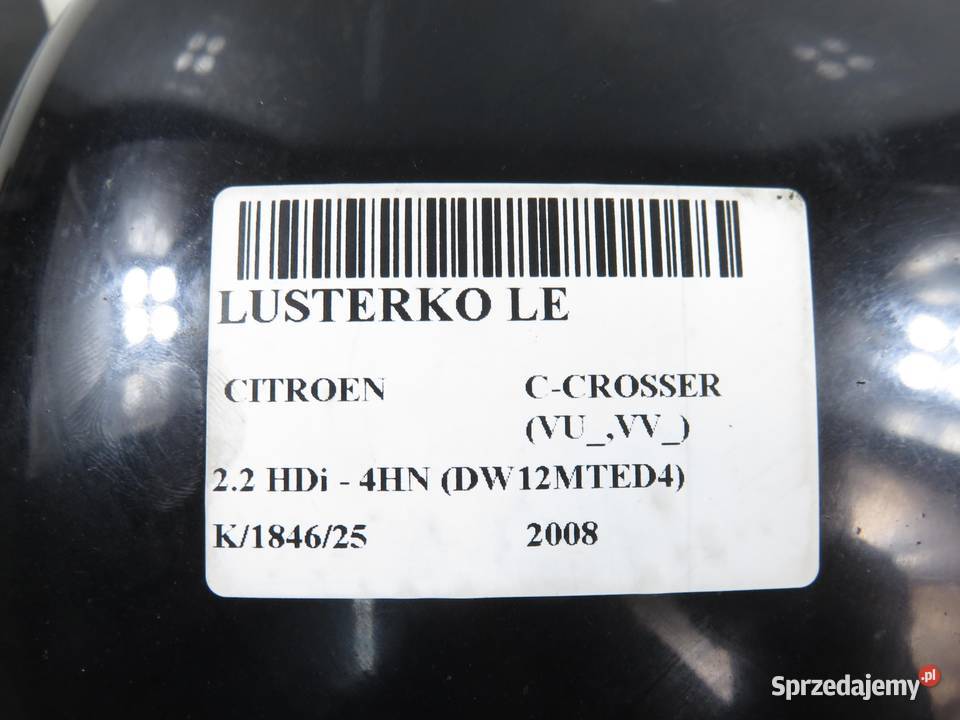 LUSTERKO LE
CITROEN C-CROSSER
(VU_,VV_)
2.2 HDi - 4HN (DW12MTED4)
K/1846/25 2008
Sprzedajemy.pl